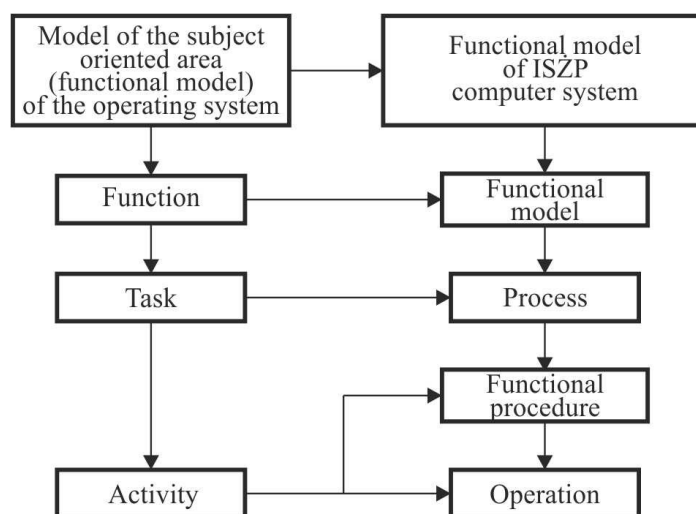 Model of the subject
oriented area
(functional model)
of the operating system
Functional model
of ISŻP
computer system
Function
Functional
model
Task
Process
Functional
procedure
Activity
Operation